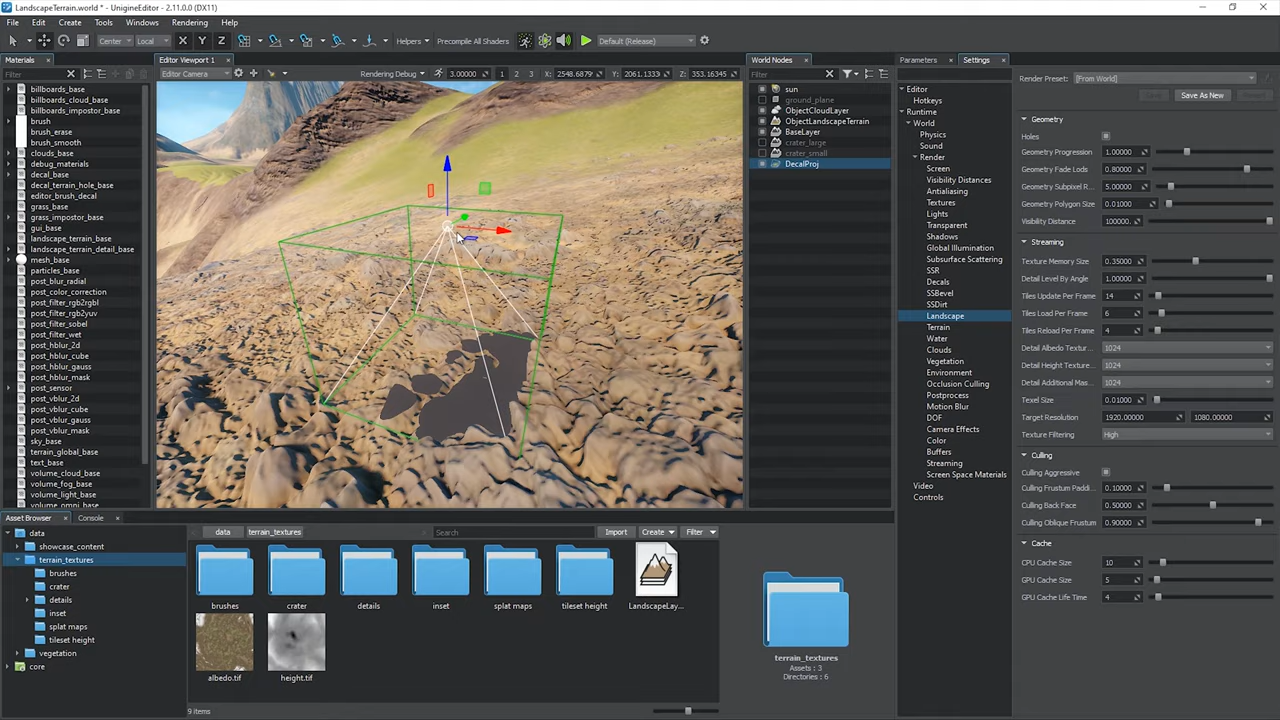 LandscapeTerrain.world * - UnigineEditor - 2.11.0.0 (DX11)
File Edit Create Tools Windows Rendering Help
Center Local X Y Z Helpers Precompile All Shaders Default (Release)
Materials
Filter
billboards_base
billboards_cloud_base
billboards_impostor_base
brush
brush_erase
brush_smooth
clouds_base
debug_materials
decal_base
decal_terrain_hole_base
editor_brush_decal
grass_base
grass_impostor_base
gui_base
landscape_terrain_base
landscape_terrain_detail_base
mesh_base
particles_base
post_blur_radial
post_color_correction
post_filter_rgb2rgbl
post_filter_rgb2yuv
post_filter_sobel
post_filter_wet
post_hblur_2d
post_hblur_cube
post_hblur_gauss
post_hblur_mask
post_sensor
post_vblur_2d
post_vblur_cube
post_vblur_gauss
post_vblur_mask
sky_base
terrain_global_base
text_base
volume_cloud_base
volume_fog_base
volume_light_base
volume_omni_base
Editor Viewport 1
Editor Camera Rendering Debug 3.00000 1 2 3 X: 2548.6879 Y: 2061.1333 Z: 353.16345
World Nodes
Filter
sun
ground_plane
ObjectCloudLayer
ObjectLandscapeTerrain
BaseLayer
crater_large
crater_small
DecalProj
Parameters Settings
Editor
Hotkeys
Runtime
World
Physics
Sound
Render
Screen
Visibility Distances
Antialiasing
Textures
Lights
Transparent
Shadows
Global Illumination
Subsurface Scattering
SSR
Decals
SSBevel
SSDirt
Landscape
Terrain
Water
Clouds
Vegetation
Environment
Occlusion Culling
Postprocess
Motion Blur
DOF
Camera Effects
Color
Buffers
Streaming
Screen Space Materials
Video
Controls
Render Preset: [From World]
Save As New
Geometry
Holes
Geometry Progression 1.00000
Geometry Fade Lods 0.80000
Geometry Subpixel R... 5.00000
Geometry Polygon Size 0.01000
Visibility Distance 100000.
Streaming
Texture Memory Size 0.35000
Detail Level By Angle 1.00000
Tiles Update Per Frame 14
Tiles Load Per Frame 6
Tiles Reload Per Frame 4
Detail Albedo Textur... 1024
Detail Height Texture... 1024
Detail Additional Mas... 1024
Texel Size 0.01000
Target Resolution 1920.00000 1080.00000
Texture Filtering High
Culling
Culling Aggressive
Culling Frustum Paddi... 0.10000
Culling Back Face 0.50000
Culling Oblique Frustum 0.90000
Cache
CPU Cache Size 10
GPU Cache Size 5
GPU Cache Life Time 4
Asset Browser Console
data
showcase_content
terrain_textures
brushes
crater
details
inset
splat maps
tileset height
vegetation
core
data terrain_textures Search Import Create Filter
brushes crater details inset splat maps tileset height LandscapeLay...
albedo.tif height.tif
9 items
terrain_textures
Assets: 3
Directories: 6